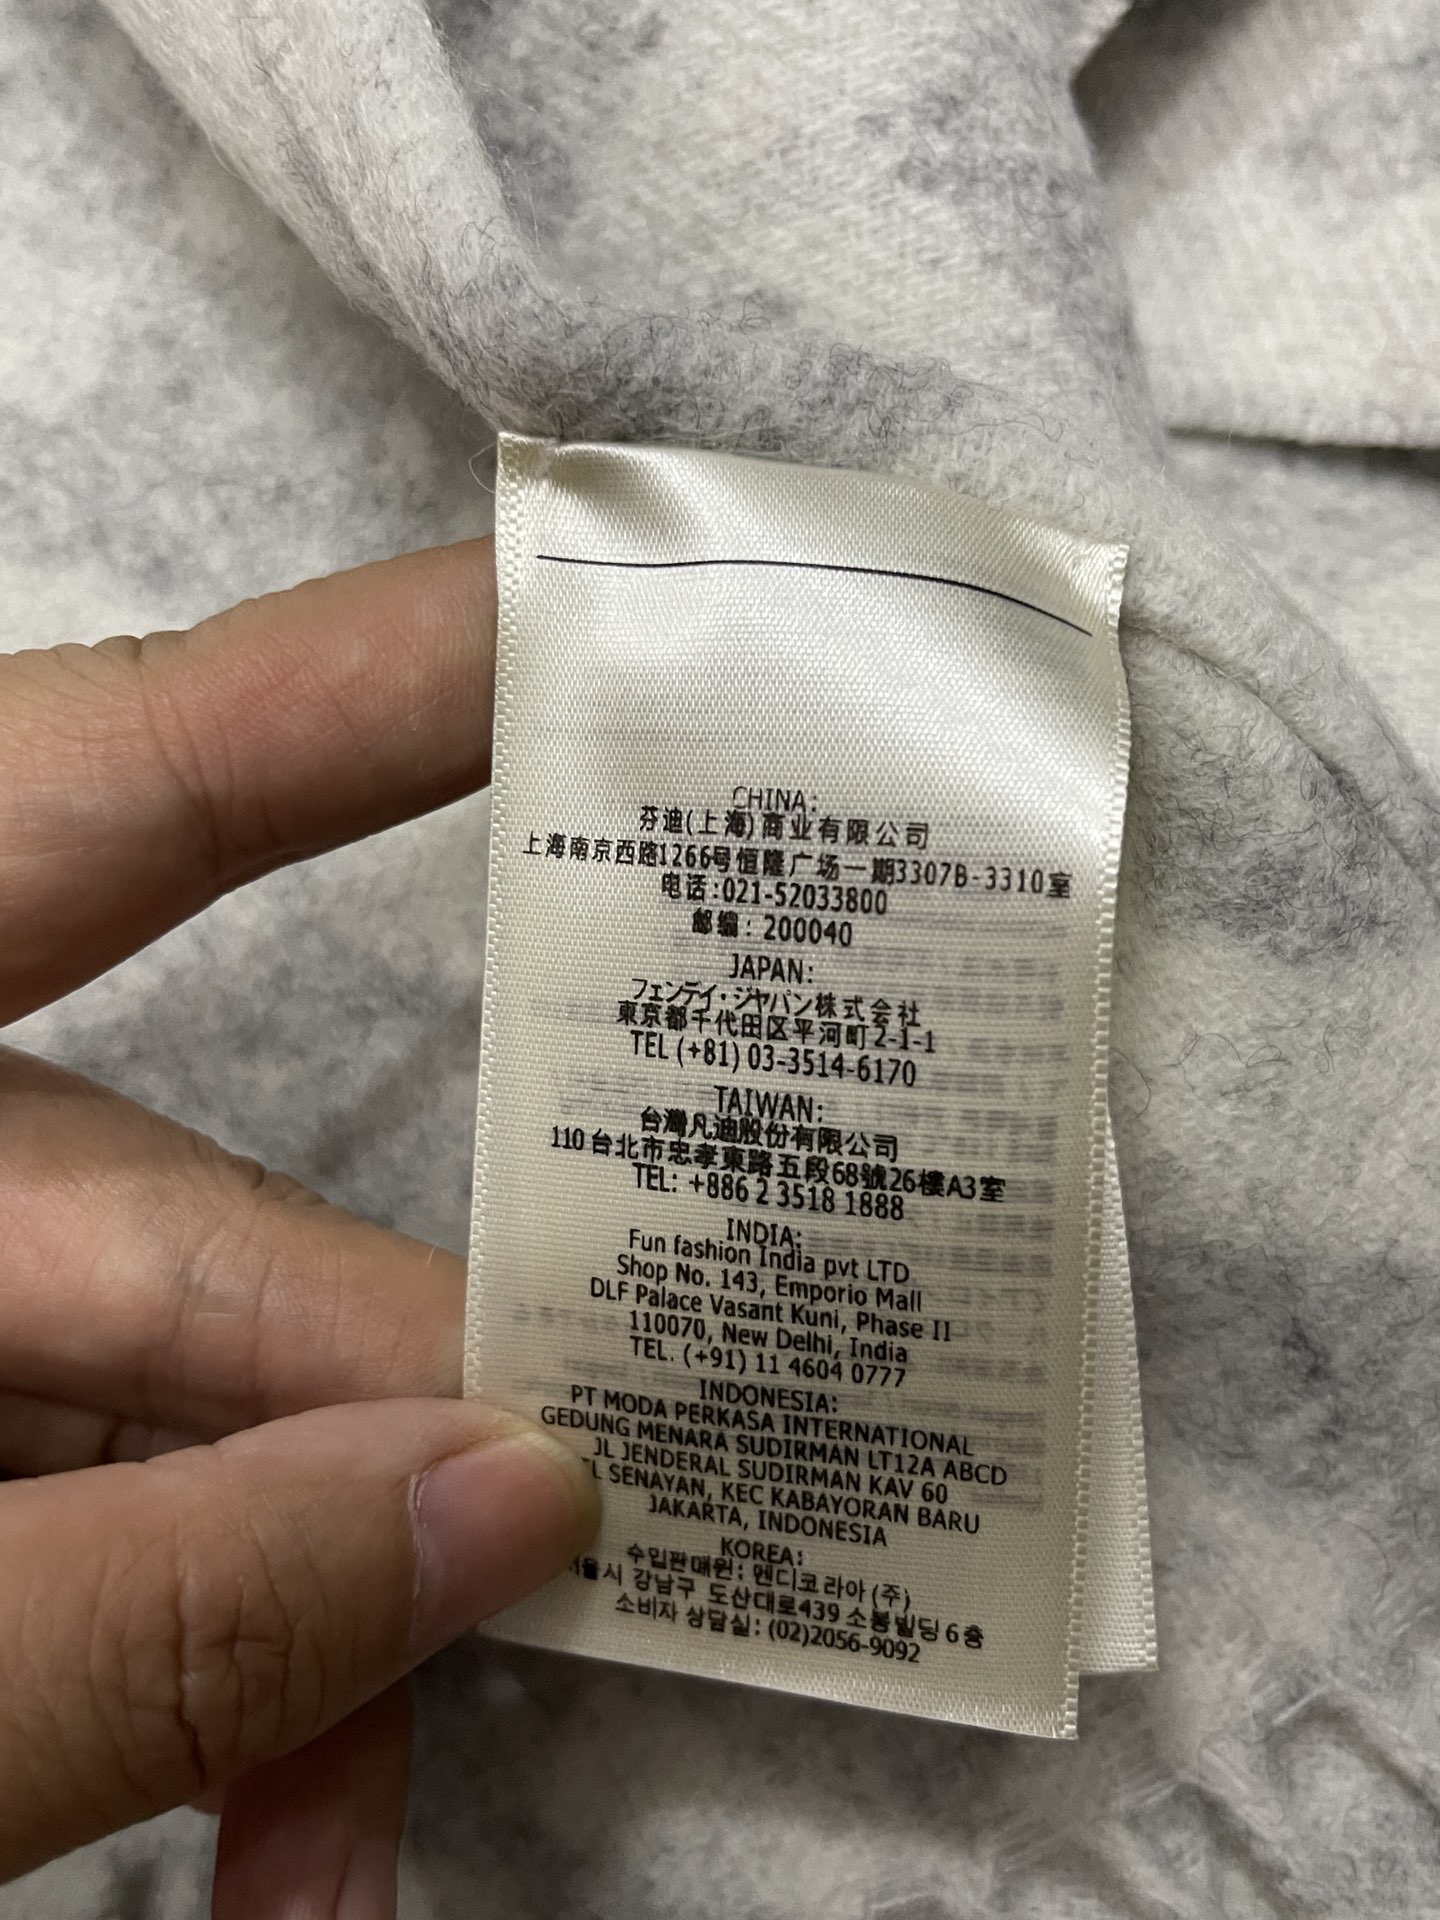 CHINA:
芬迪(上海)商业有限公司
上海南京西路1266号恒隆广场一期3307B-3310室
电话:021-52033800
邮编: 200040
JAPAN:
フェンデイ・ジヤパン株式会社
東京都千代田区平河町2-1-1
TEL (+81) 03-3514-6170
TAIWAN:
台灣凡迪股份有限公司
110台北市忠孝東路五段68號26樓A3室
TEL: +886 2 3518 1888
INDIA:
Fun fashion India pvt LTD
Shop No. 143, Emporio Mall
DLF Palace Vasant Kuni, Phase II
110070, New Delhi, India
TEL. (+91) 11 4604 0777
INDONESIA:
PT MODA PERKASA INTERNATIONAL
GEDUNG MENARA SUDIRMAN LT12A ABCD
JL JENDERAL SUDIRMAN KAV 60
SENAYAN, KEC KABAYORAN BARU
JAKARTA, INDONESIA
KOREA:
수입판매원: 펜디코리아(주)
강남구 도산대로439 소봉빌딩 6층
소비자 상담실: (02)2056-9092